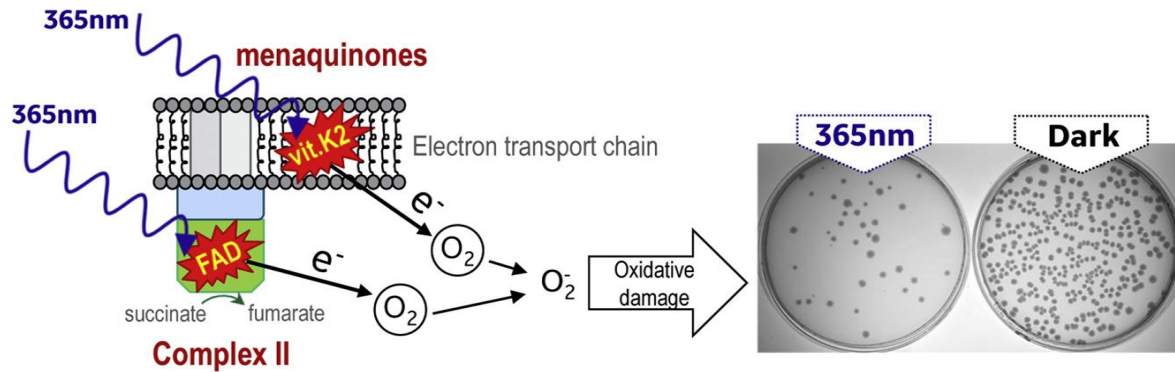 365nm
menaquinones
365nm
vit.K2
Electron transport chain
e⁻
O₂
FAD
e⁻
O₂
O₂⁻
Oxidative
damage
succinate
fumarate
Complex II
365nm
Dark